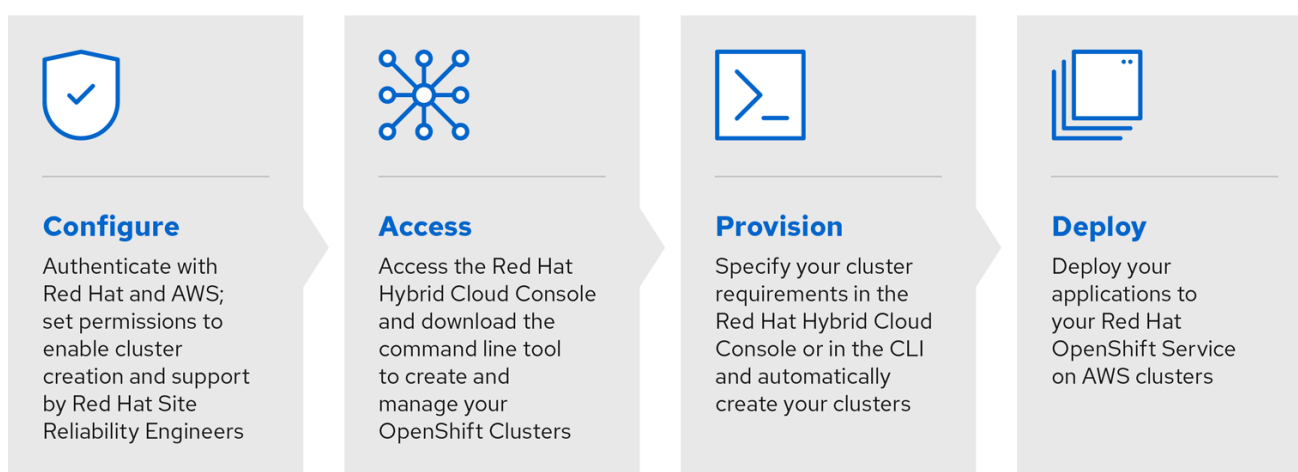 Configure
Authenticate with
Red Hat and AWS;
set permissions to
enable cluster
creation and support
by Red Hat Site
Reliability Engineers
Access
Access the Red Hat
Hybrid Cloud Console
and download the
command line tool
to create and
manage your
OpenShift Clusters
Provision
Specify your cluster
requirements in the
Red Hat Hybrid Cloud
Console or in the CLI
and automatically
create your clusters
Deploy
Deploy your
applications to
your Red Hat
OpenShift Service
on AWS clusters